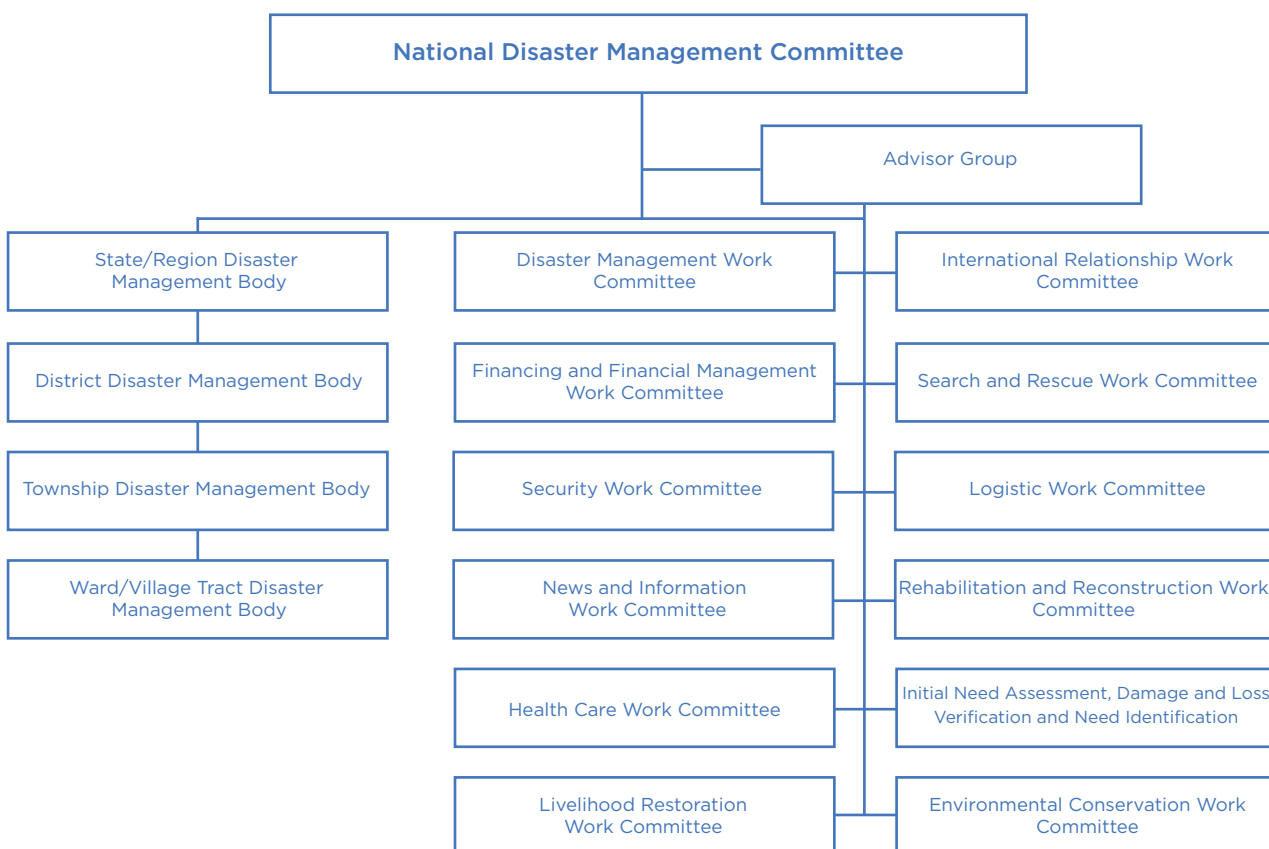 National Disaster Management Committee
Advisor Group
State/Region Disaster
Management Body
Disaster Management Work
Committee
International Relationship Work
Committee
District Disaster Management Body
Financing and Financial Management
Work Committee
Search and Rescue Work Committee
Township Disaster Management Body
Security Work Committee
Logistic Work Committee
Ward/Village Tract Disaster
Management Body
News and Information
Work Committee
Rehabilitation and Reconstruction Work
Committee
Health Care Work Committee
Initial Need Assessment, Damage and Loss
Verification and Need Identification
Livelihood Restoration
Work Committee
Environmental Conservation Work
Committee